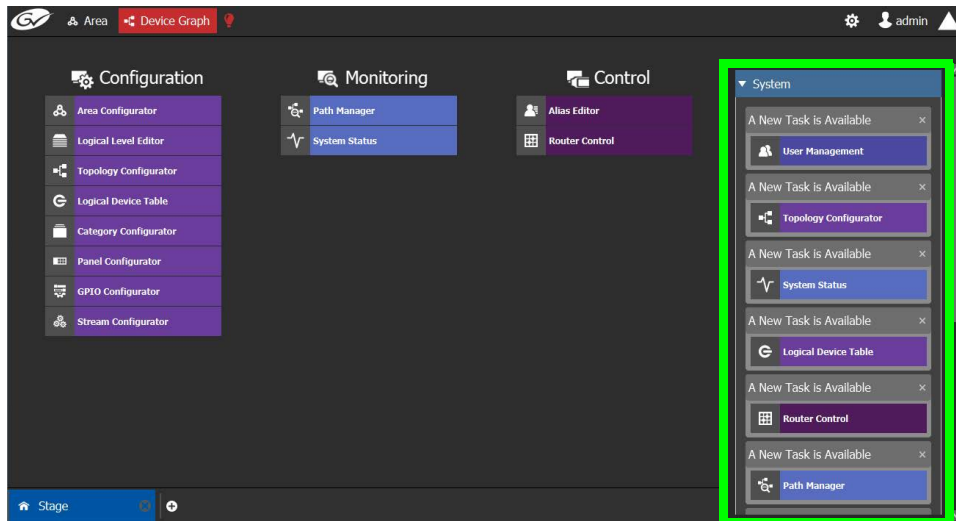 GV Area Device Graph admin
Configuration
Area Configurator
Logical Level Editor
Topology Configurator
Logical Device Table
Category Configurator
Panel Configurator
GPIO Configurator
Stream Configurator
Monitoring
Path Manager
System Status
Control
Alias Editor
Router Control
System
A New Task is Available
User Management
A New Task is Available
Topology Configurator
A New Task is Available
System Status
A New Task is Available
Logical Device Table
A New Task is Available
Router Control
A New Task is Available
Path Manager
Stage